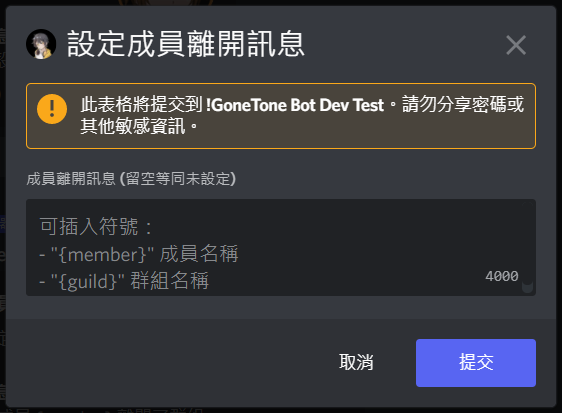 設定成員離開訊息
此表格將提交到 !GoneTone Bot Dev Test。請勿分享密碼或
其他敏感資訊。
成員離開訊息 (留空等同未設定)
可插入符號：
- "{member}" 成員名稱
- "{guild}" 群組名稱
4000
取消
提交